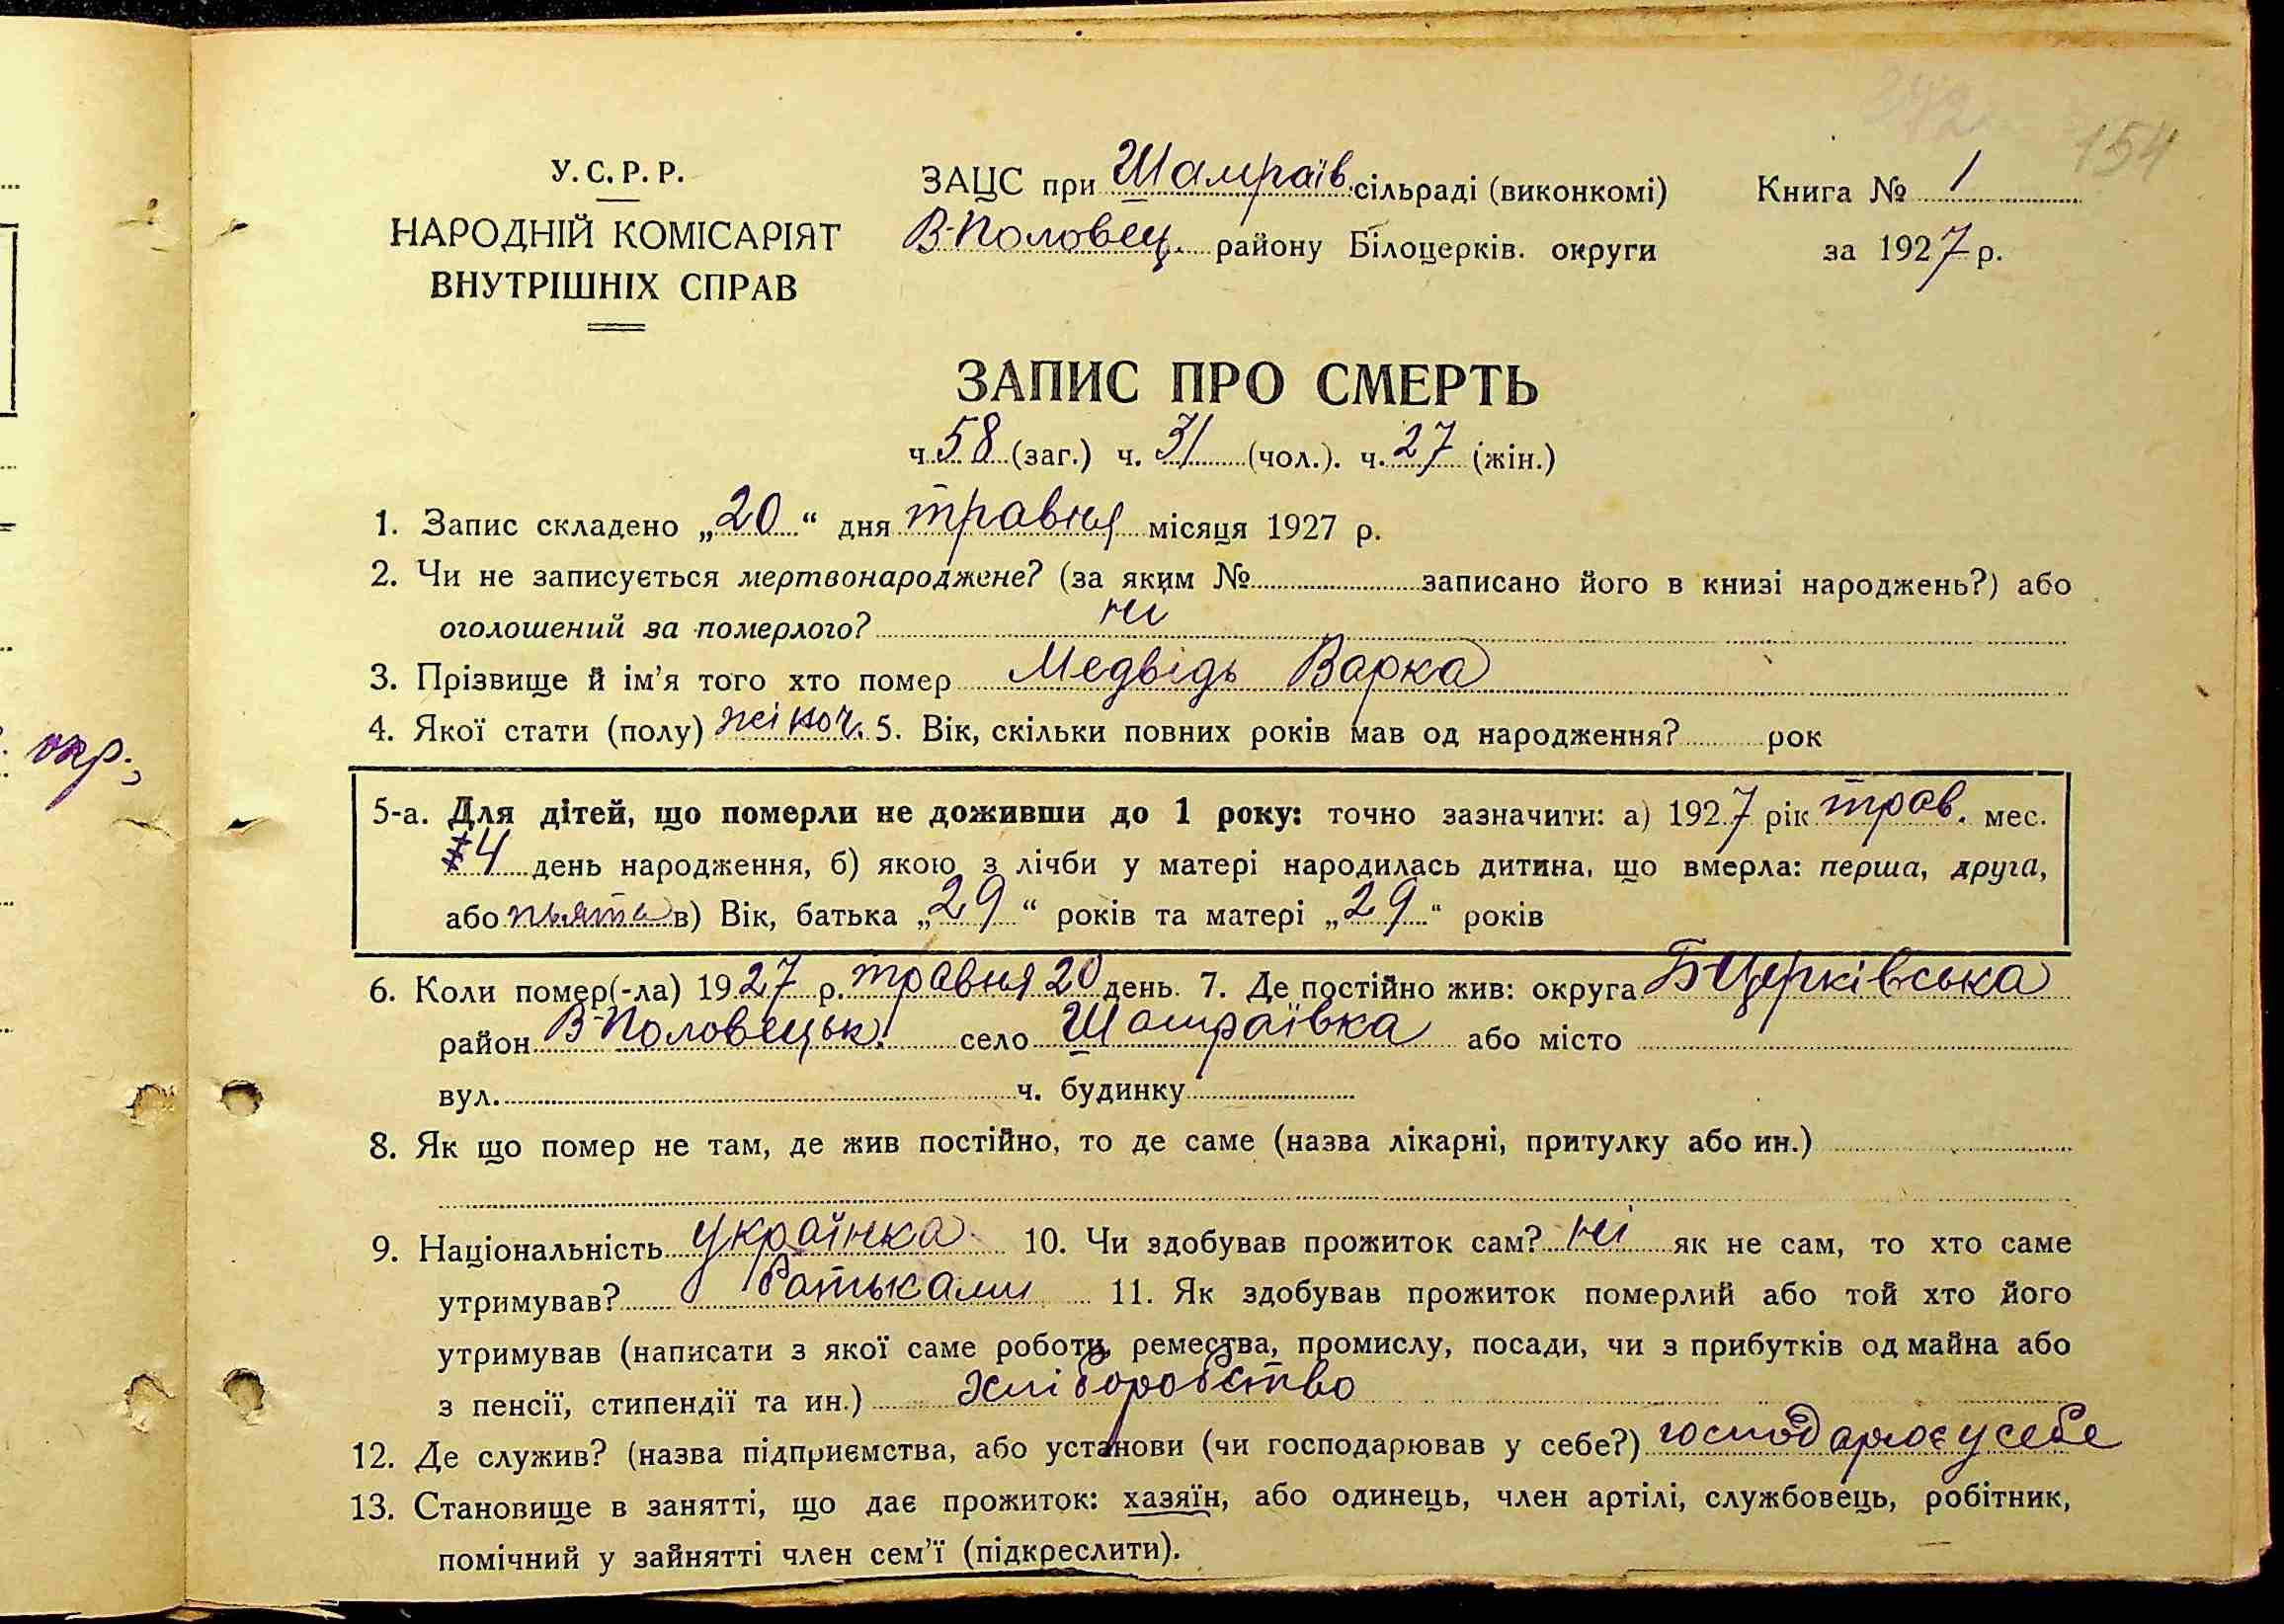 272
154
У. С. Р. Р.
НАРОДНІЙ КОМІСАРІЯТ
ВНУТРІШНІХ СПРАВ
ЗАЦС при Шамраїв. сільраді (виконкомі)
В-Половец. району Білоцерків. округи
Книга № 1
за 1927 р.
ЗАПИС ПРО СМЕРТЬ
ч. 58 (заг.) ч. 31 (чол.). ч. 27 (жін.)
1. Запис складено „20“ дня травня місяця 1927 р.
2. Чи не записується мертвонароджене? (за яким № записано його в книзі народжень?) або
оголошений за померлого? ні
3. Прізвище й ім’я того хто помер Медвідь Варка
4. Якої стати (полу) жіноч. 5. Вік, скільки повних років мав од народження? рок
окр.,
5-а. Для дітей, що померли не доживши до 1 року: точно зазначити: а) 1927 рік трав. мес.
4 день народження, б) якою з лічби у матері народилась дитина, що вмерла: перша, друга,
або пьята в) Вік, батька „29“ років та матері „29“ років
6. Коли помер(-ла) 1927 р. травня 20 день. 7. Де постійно жив: округа БЦерківська
район В-Половецьк. село Шамраївка або місто
вул. ч. будинку
8. Як що помер не там, де жив постійно, то де саме (назва лікарні, притулку або ин.)
9. Національність українка 10. Чи здобував прожиток сам? ні як не сам, то хто саме
утримував? батьками 11. Як здобував прожиток померлий або той хто його
утримував (написати з якої саме роботи, ремества, промислу, посади, чи з прибутків од майна або
з пенсії, стипендії та ин.) хліборобство
12. Де служив? (назва підприємства, або установи (чи господарював у себе?) господарює у себе
13. Становище в занятті, що дає прожиток: хазяїн, або одинець, член артілі, службовець, робітник,
помічний у зайнятті член сем’ї (підкреслити).